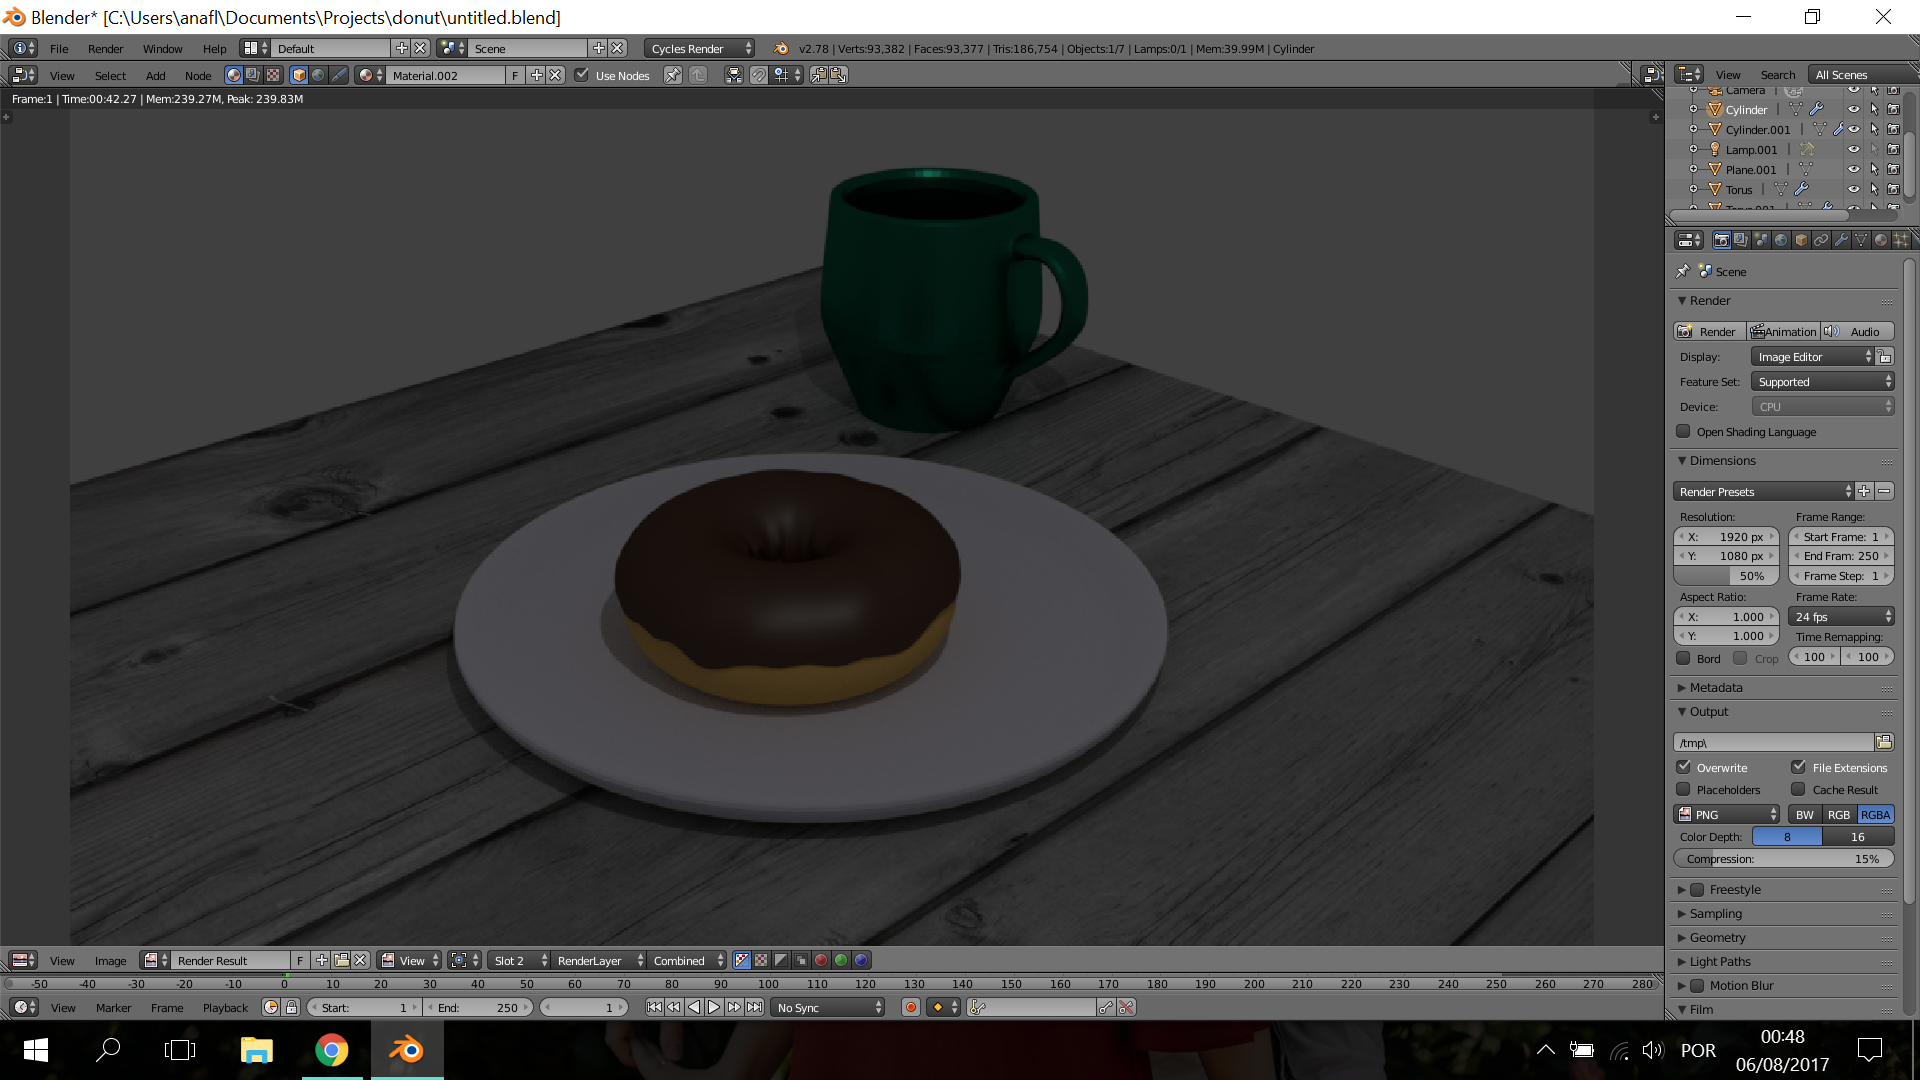 Blender* [C:\Users\anafl\Documents\Projects\donut\untitled.blend]
File Render Window Help Default Scene Cycles Render v2.78 | Verts:93,382 | Faces:93,377 | Tris:186,754 | Objects:1/7 | Lamps:0/1 | Mem:39.99M | Cylinder
View Select Add Node Material.002 F Use Nodes View Search All Scenes
Frame:1 | Time:00:42.27 | Mem:239.27M, Peak: 239.83M
Camera
Cylinder
Cylinder.001
Lamp.001
Plane.001
Torus
Torus.001
Scene
Render
Render Animation Audio
Display: Image Editor
Feature Set: Supported
Device: CPU
Open Shading Language
Dimensions
Render Presets
Resolution: Frame Range:
X: 1920 px Start Frame: 1
Y: 1080 px End Fram: 250
50% Frame Step: 1
Aspect Ratio: Frame Rate:
X: 1.000 24 fps
Y: 1.000 Time Remapping:
Bord Crop 100 100
Metadata
Output
/tmp\
Overwrite File Extensions
Placeholders Cache Result
PNG BW RGB RGBA
Color Depth: 8 16
Compression: 15%
Freestyle
Sampling
Geometry
Light Paths
Motion Blur
Film
View Image Render Result F View Slot 2 RenderLayer Combined
-50 -40 -30 -20 -10 0 10 20 30 40 50 60 70 80 90 100 110 120 130 140 150 160 170 180 190 200 210 220 230 240 250 260 270 280
View Marker Frame Playback Start: 1 End: 250 1 No Sync
POR 00:48
06/08/2017